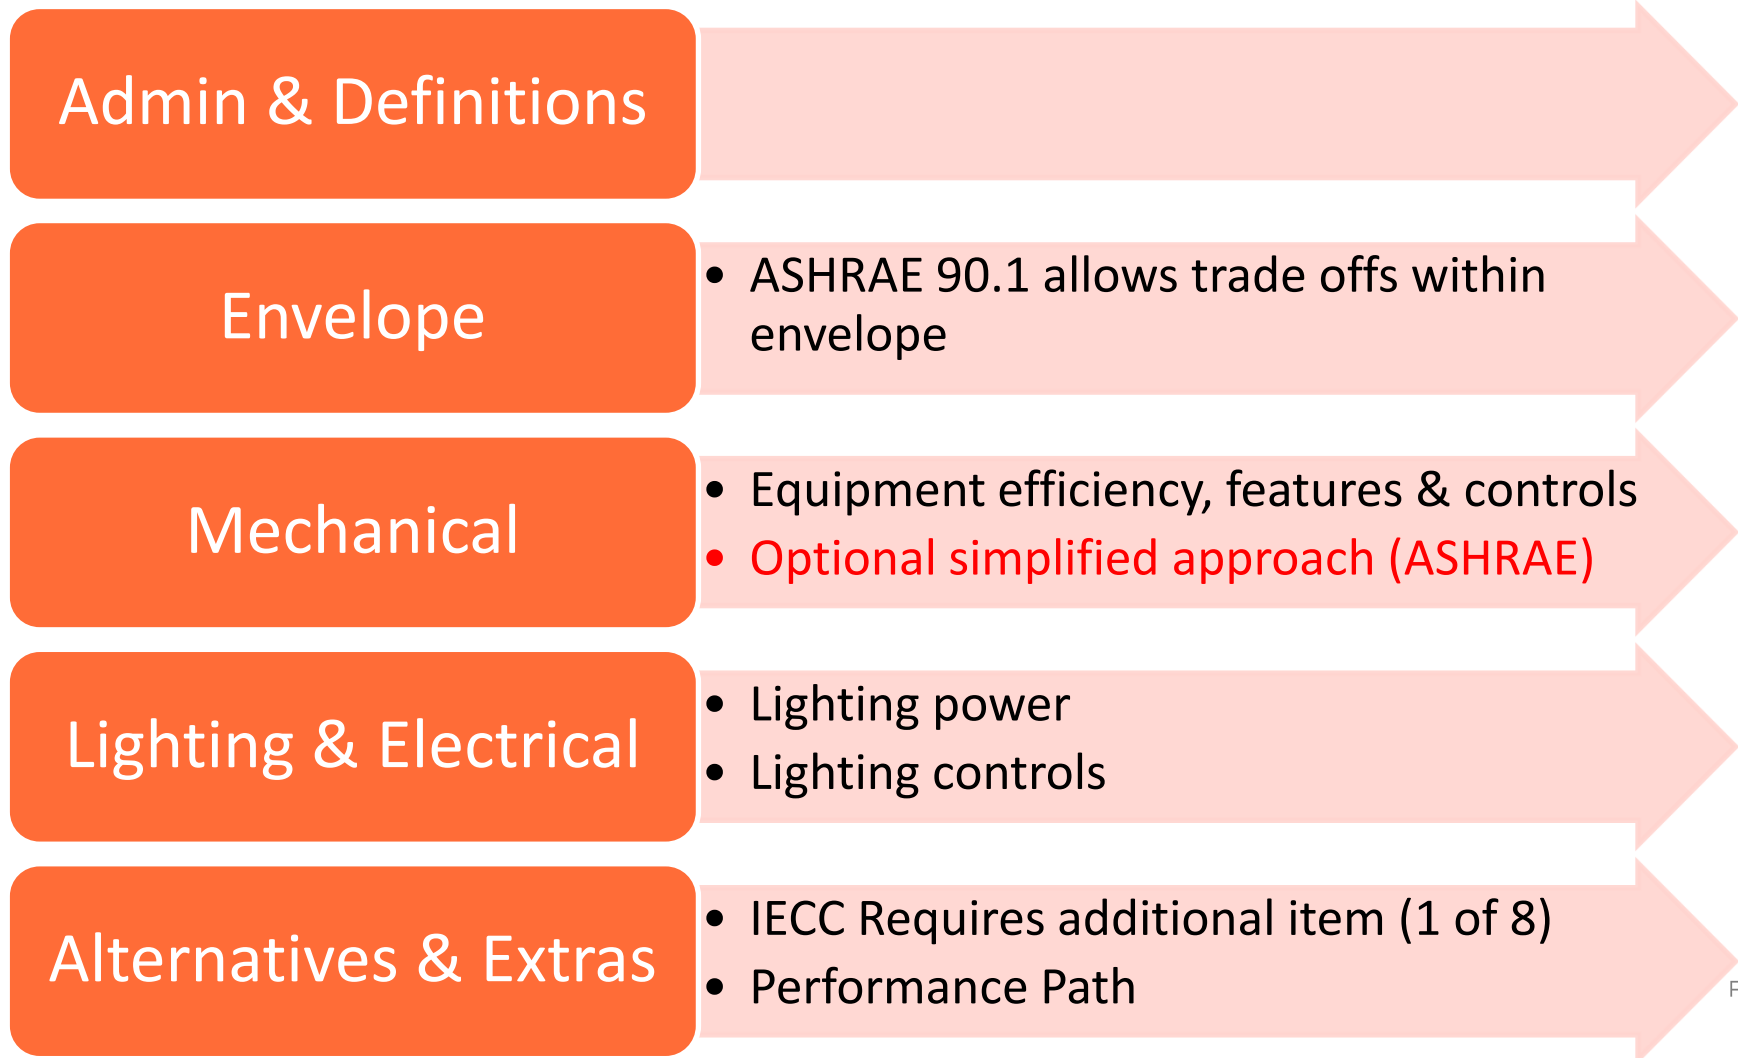 Admin & Definitions
Envelope
• ASHRAE 90.1 allows trade offs within
envelope
Mechanical
• Equipment efficiency, features & controls
• Optional simplified approach (ASHRAE)
Lighting & Electrical
• Lighting power
• Lighting controls
Alternatives & Extras
• IECC Requires additional item (1 of 8)
• Performance Path